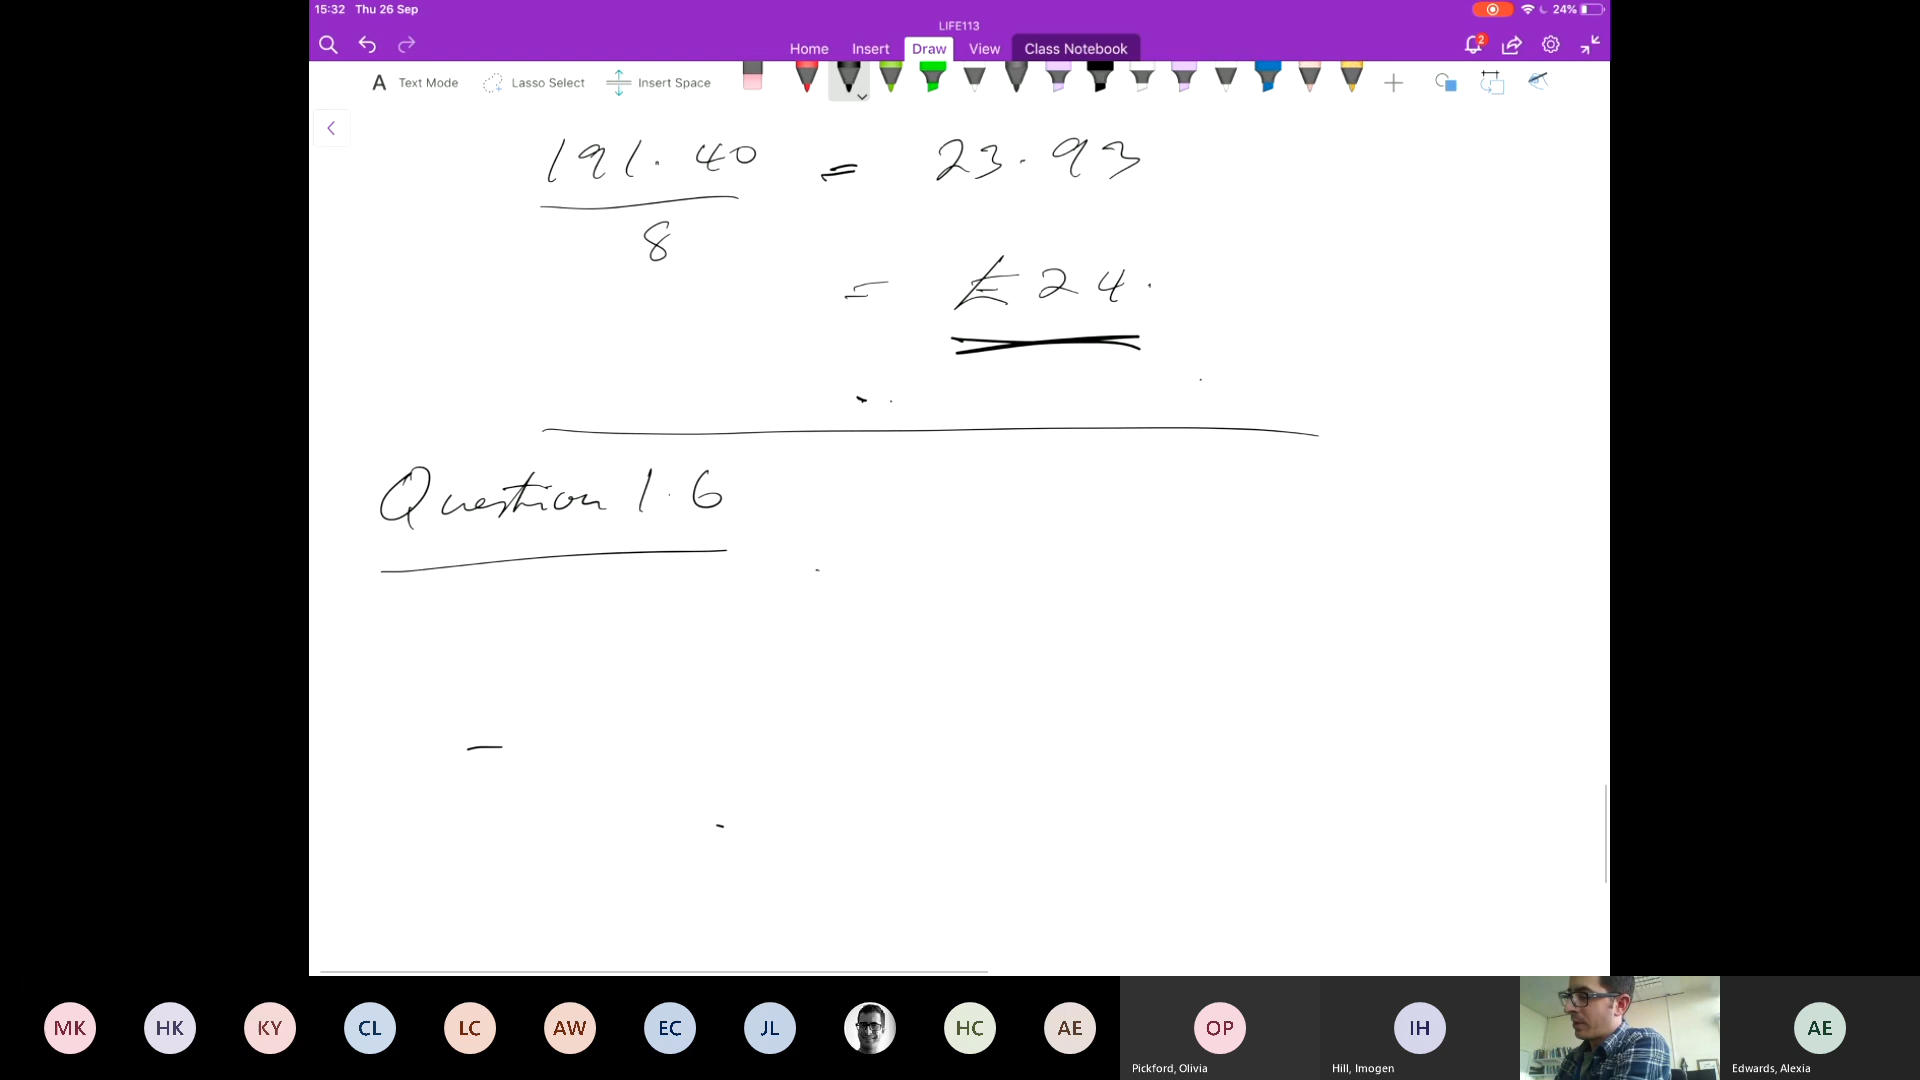 15:32 Thu 26 Sep
24%
LIFE113
Home Insert Draw View Class Notebook
2
A Text Mode Lasso Select Insert Space
191.40 = 23.93
8
= £24.
Question 1.6
MK HK KY CL LC AW EC JL HC AE OP IH AE
Pickford, Olivia Hill, Imogen Edwards, Alexia